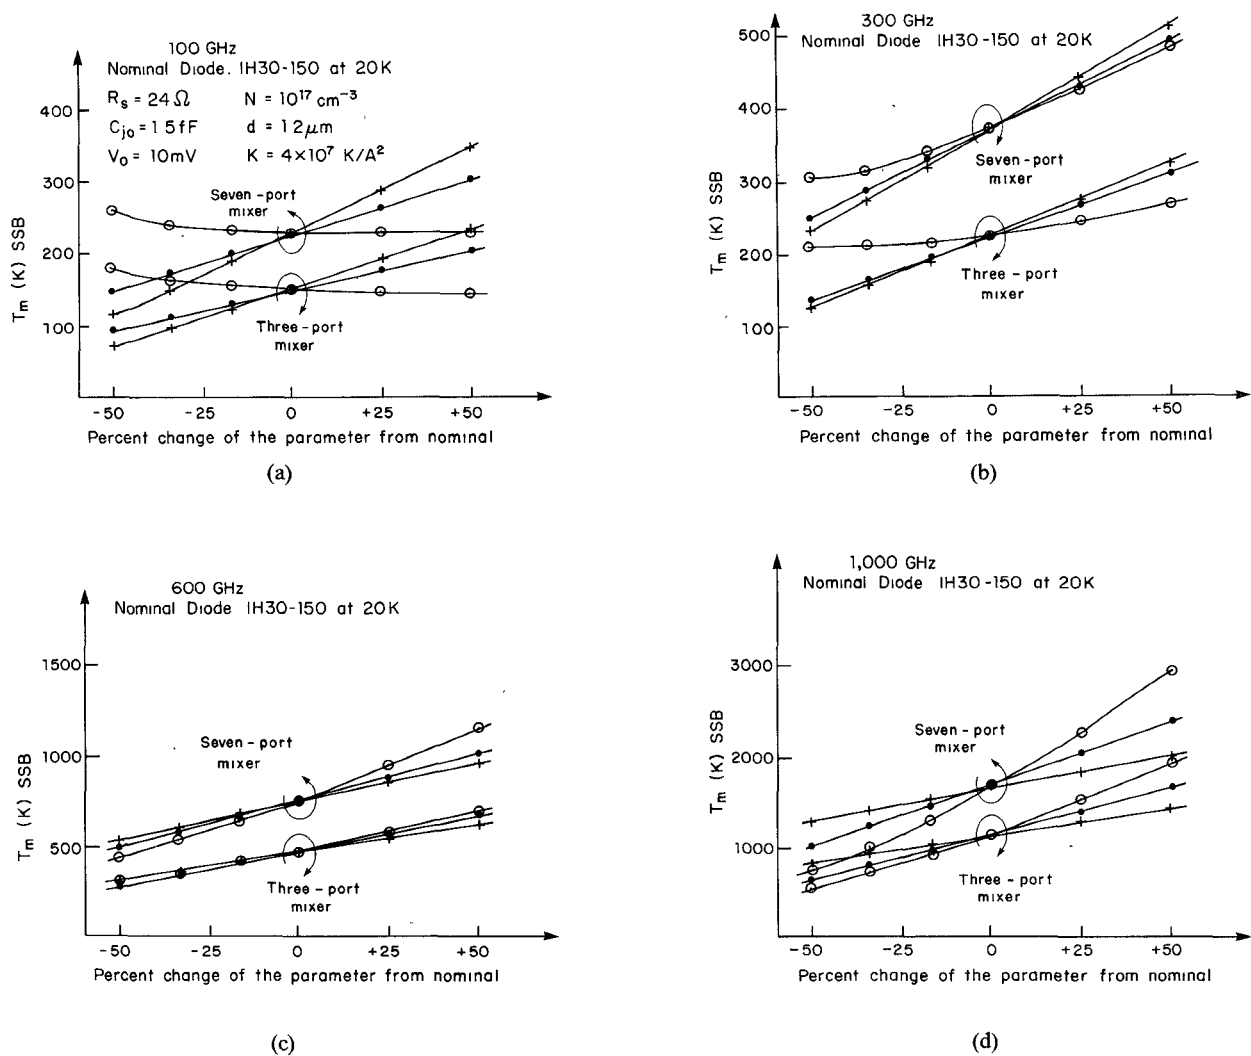 100 GHz
Nominal Diode. IH30-150 at 20K
R_s = 24 Ω N = 10^17 cm^-3
C_jo = 1 5 fF d = 1 2 μm
V_o = 10mV K = 4×10^7 K/A^2
400
300
200
100
T_m (K) SSB
Seven-port
mixer
Three-port
mixer
-50 -25 0 +25 +50
Percent change of the parameter from nominal
(a)
300 GHz
Nominal Diode IH30-150 at 20K
500
400
300
200
100
T_m (K) SSB
Seven-port
mixer
Three-port
mixer
-50 -25 0 +25 +50
Percent change of the parameter from nominal
(b)
600 GHz
Nominal Diode IH30-150 at 20K
1500
1000
500
T_m (K) SSB
Seven-port
mixer
Three-port
mixer
-50 -25 0 +25 +50
Percent change of the parameter from nominal
(c)
1,000 GHz
Nominal Diode IH30-150 at 20K
3000
2000
1000
T_m (K) SSB
Seven-port
mixer
Three-port
mixer
-50 -25 0 +25 +50
Percent change of the parameter from nominal
(d)